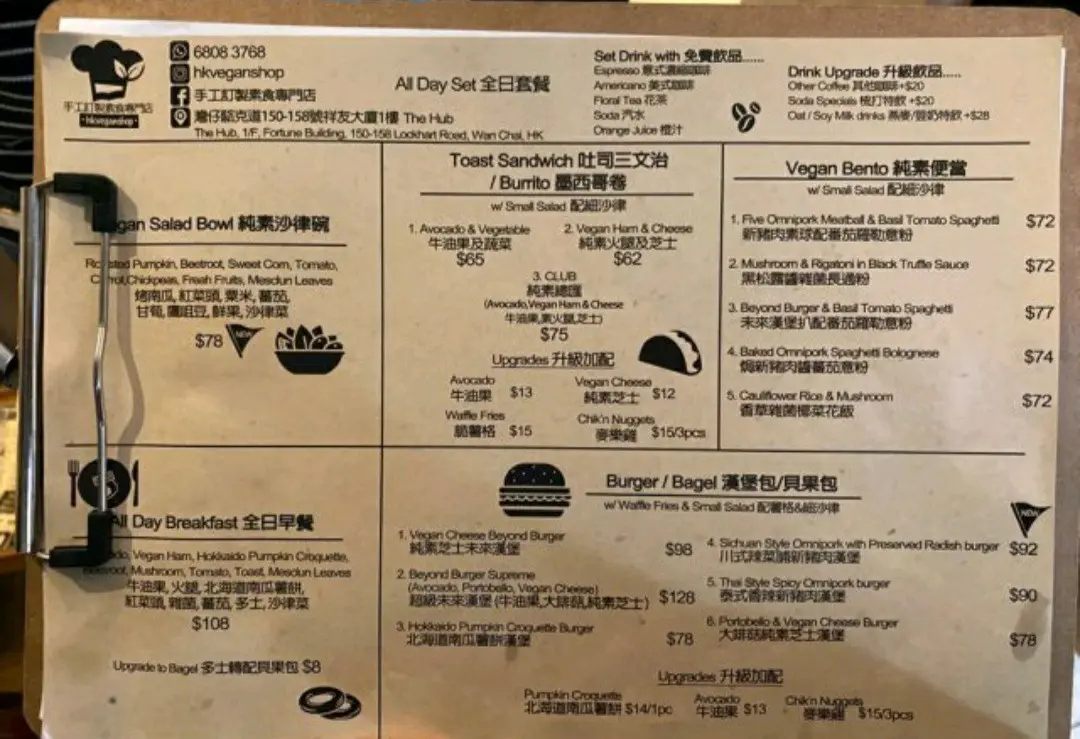 手工訂製素食專門店
hkveganshop
6808 3768
hkveganshop
手工訂製素食專門店
灣仔駱克道150-158號祥友大廈1樓 The Hub
The Hub, 1/F, Fortune Building, 150-158 Lockhart Road, Wan Chai, HK
All Day Set 全日套餐
Set Drink with 免費飲品......
Espresso 意式濃縮咖啡
Americano 美式咖啡
Floral Tea 花茶
Soda 汽水
Orange Juice 橙汁
Drink Upgrade 升級飲品.....
Other Coffee 其他咖啡+$20
Soda Specials 梳打特飲 +$20
Oat / Soy Milk drinks 燕麥/豆奶特飲 +$28
gan Salad Bowl 純素沙律碗
Roasted Pumpkin, Beetroot, Sweet Corn, Tomato,
Carrot,Chickpeas, Fresh Fruits, Mesclun Leaves
烤南瓜, 紅菜頭, 粟米, 蕃茄,
甘筍, 鷹咀豆, 鮮果, 沙律菜
$78 NEW
Toast Sandwich 吐司三文治
/ Burrito 墨西哥卷
w/ Small Salad 配細沙律
1. Avocado & Vegetable
牛油果及蔬菜
$65
2. Vegan Ham & Cheese
純素火腿及芝士
$62
3. CLUB
純素總匯
(Avocado,Vegan Ham & Cheese
牛油果,素火腿,芝士)
$75
Upgrades 升級加配
Avocado
牛油果 $13
Vegan Cheese
純素芝士 $12
Waffle Fries
脆薯格 $15
Chik'n Nuggets
麥樂雞 $15/3pcs
Vegan Bento 純素便當
w/ Small Salad 配細沙律
1. Five Omnipork Meatball & Basil Tomato Spaghetti $72
新豬肉素球配番茄羅勒意粉
2. Mushroom & Rigatoni in Black Truffle Sauce $72
黑松露醬雜菌長通粉
3. Beyond Burger & Basil Tomato Spaghetti $77
未來漢堡扒配番茄羅勒意粉
4. Baked Omnipork Spaghetti Bolognese $74
焗新豬肉醬蕃茄意粉
5. Cauliflower Rice & Mushroom $72
香草雜菌椰菜花飯
All Day Breakfast 全日早餐
do, Vegan Ham, Hokkaido Pumpkin Croquette,
Beetroot, Mushroom, Tomato, Toast, Mesclun Leaves
牛油果, 火腿, 北海道南瓜薯餅,
紅菜頭, 雜菌, 蕃茄, 多士, 沙律菜
$108
Upgrade to Bagel 多士轉配貝果包 $8
Burger / Bagel 漢堡包/貝果包
w/ Waffle Fries & Small Salad 配薯格&細沙律
1. Vegan Cheese Beyond Burger
純素芝士未來漢堡 $98
2. Beyond Burger Supreme
(Avocado, Portobello, Vegan Cheese)
超級未來漢堡 (牛油果,大啡菇,純素芝士) $128
3. Hokkaido Pumpkin Croquette Burger
北海道南瓜薯餅漢堡 $78
NEW
4. Sichuan Style Omnipork with Preserved Radish burger $92
川式辣菜脯新豬肉漢堡
5. Thai Style Spicy Omnipork burger
泰式香辣新豬肉漢堡 $90
6. Portobello & Vegan Cheese Burger
大啡菇純素芝士漢堡 $78
Upgrades 升級加配
Pumpkin Croquette
北海道南瓜薯餅 $14/1pc
Avocado
牛油果 $13
Chik'n Nuggets
麥樂雞 $15/3pcs